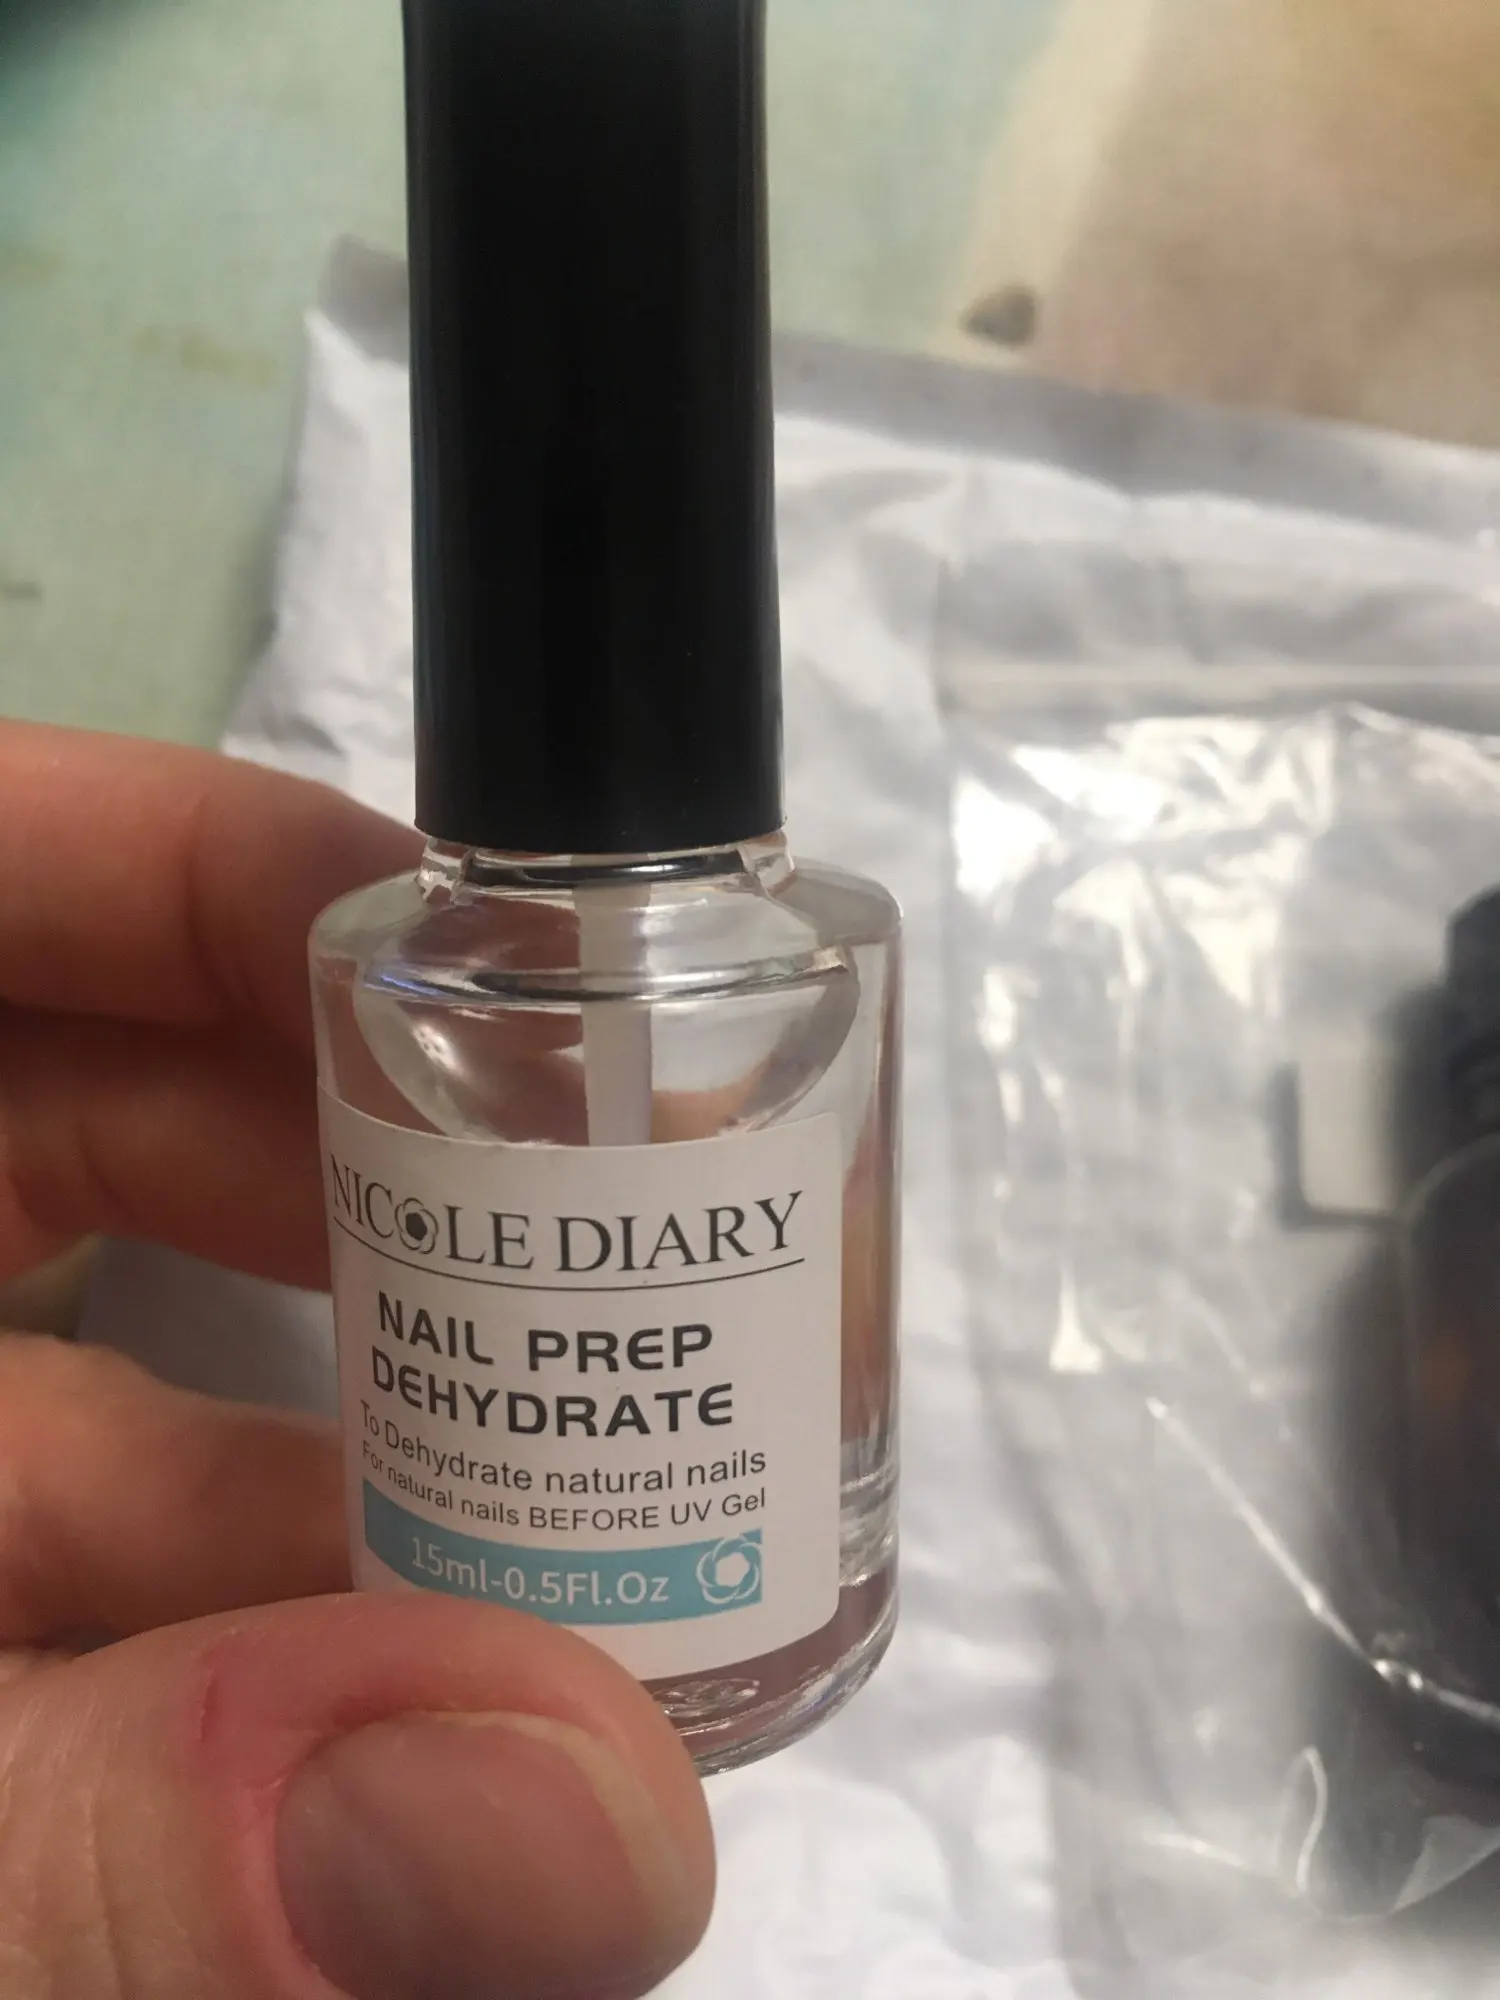 NICOLE DIARY
NAIL PREP
DEHYDRATE
To Dehydrate natural nails
For natural nails BEFORE UV Gel
15ml-0.5Fl.Oz